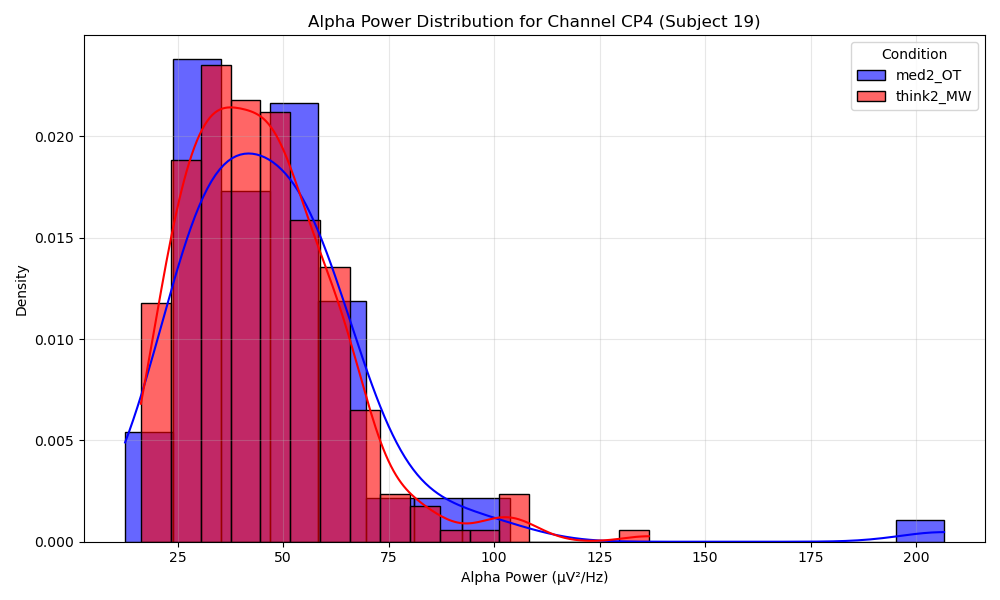 Alpha Power Distribution for Channel CP4 (Subject 19)
Condition
med2_OT
think2_MW
Density
0.020
0.015
0.010
0.005
0.000
25 50 75 100 125 150 175 200
Alpha Power (μV²/Hz)